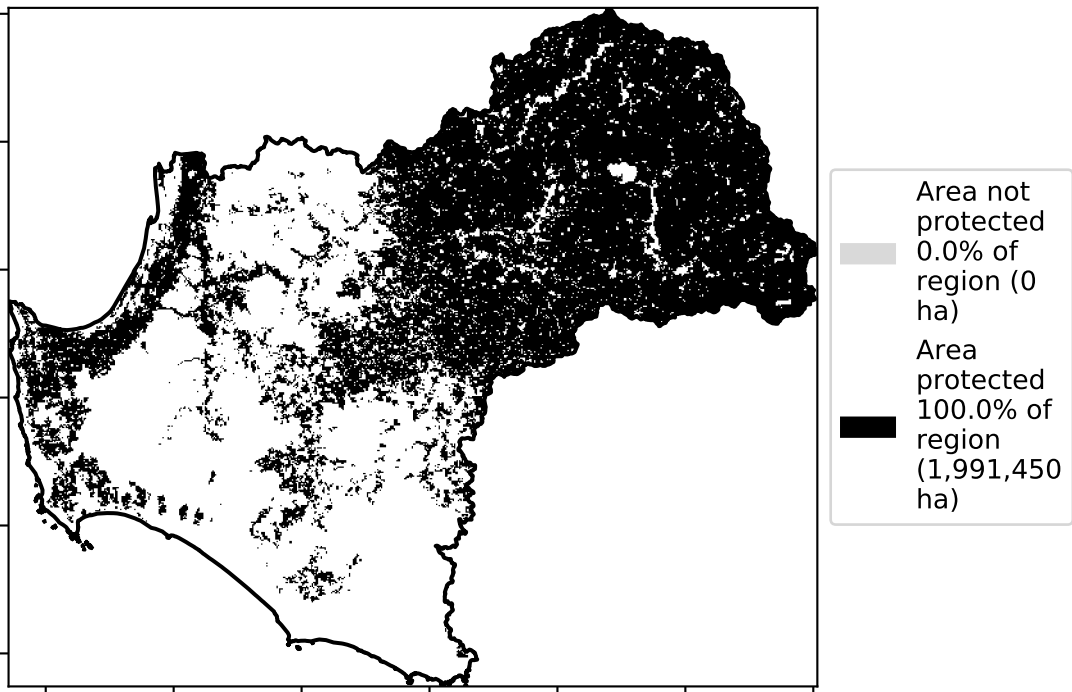 Area not
protected
0.0% of
region (0
ha)
Area
protected
100.0% of
region
(1,991,450
ha)